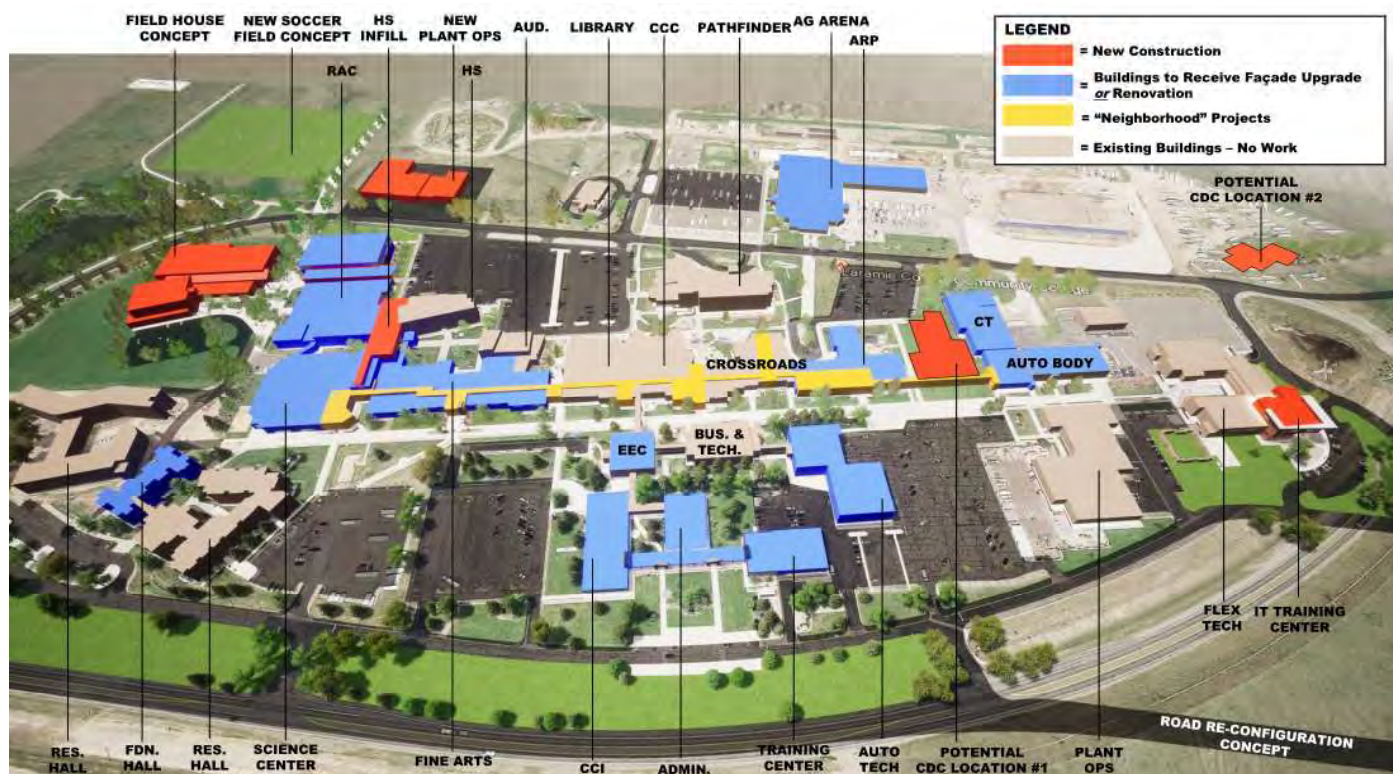 FIELD HOUSE
CONCEPT
NEW SOCCER
FIELD CONCEPT
HS
INFILL
NEW
PLANT OPS
AUD.
LIBRARY
CCC
PATHFINDER
AG ARENA
ARP
RAC
HS
LEGEND
= New Construction
= Buildings to Receive Façade Upgrade
or Renovation
= “Neighborhood” Projects
= Existing Buildings – No Work
POTENTIAL
CDC LOCATION #2
Laramie Co
ommunity
CT
CROSSROADS
AUTO BODY
EEC
BUS. &
TECH.
FLEX
TECH
IT TRAINING
CENTER
ROAD RE-CONFIGURATION
CONCEPT
RES.
HALL
FDN.
HALL
RES.
HALL
SCIENCE
CENTER
FINE ARTS
CCI
ADMIN.
TRAINING
CENTER
AUTO
TECH
POTENTIAL
CDC LOCATION #1
PLANT
OPS